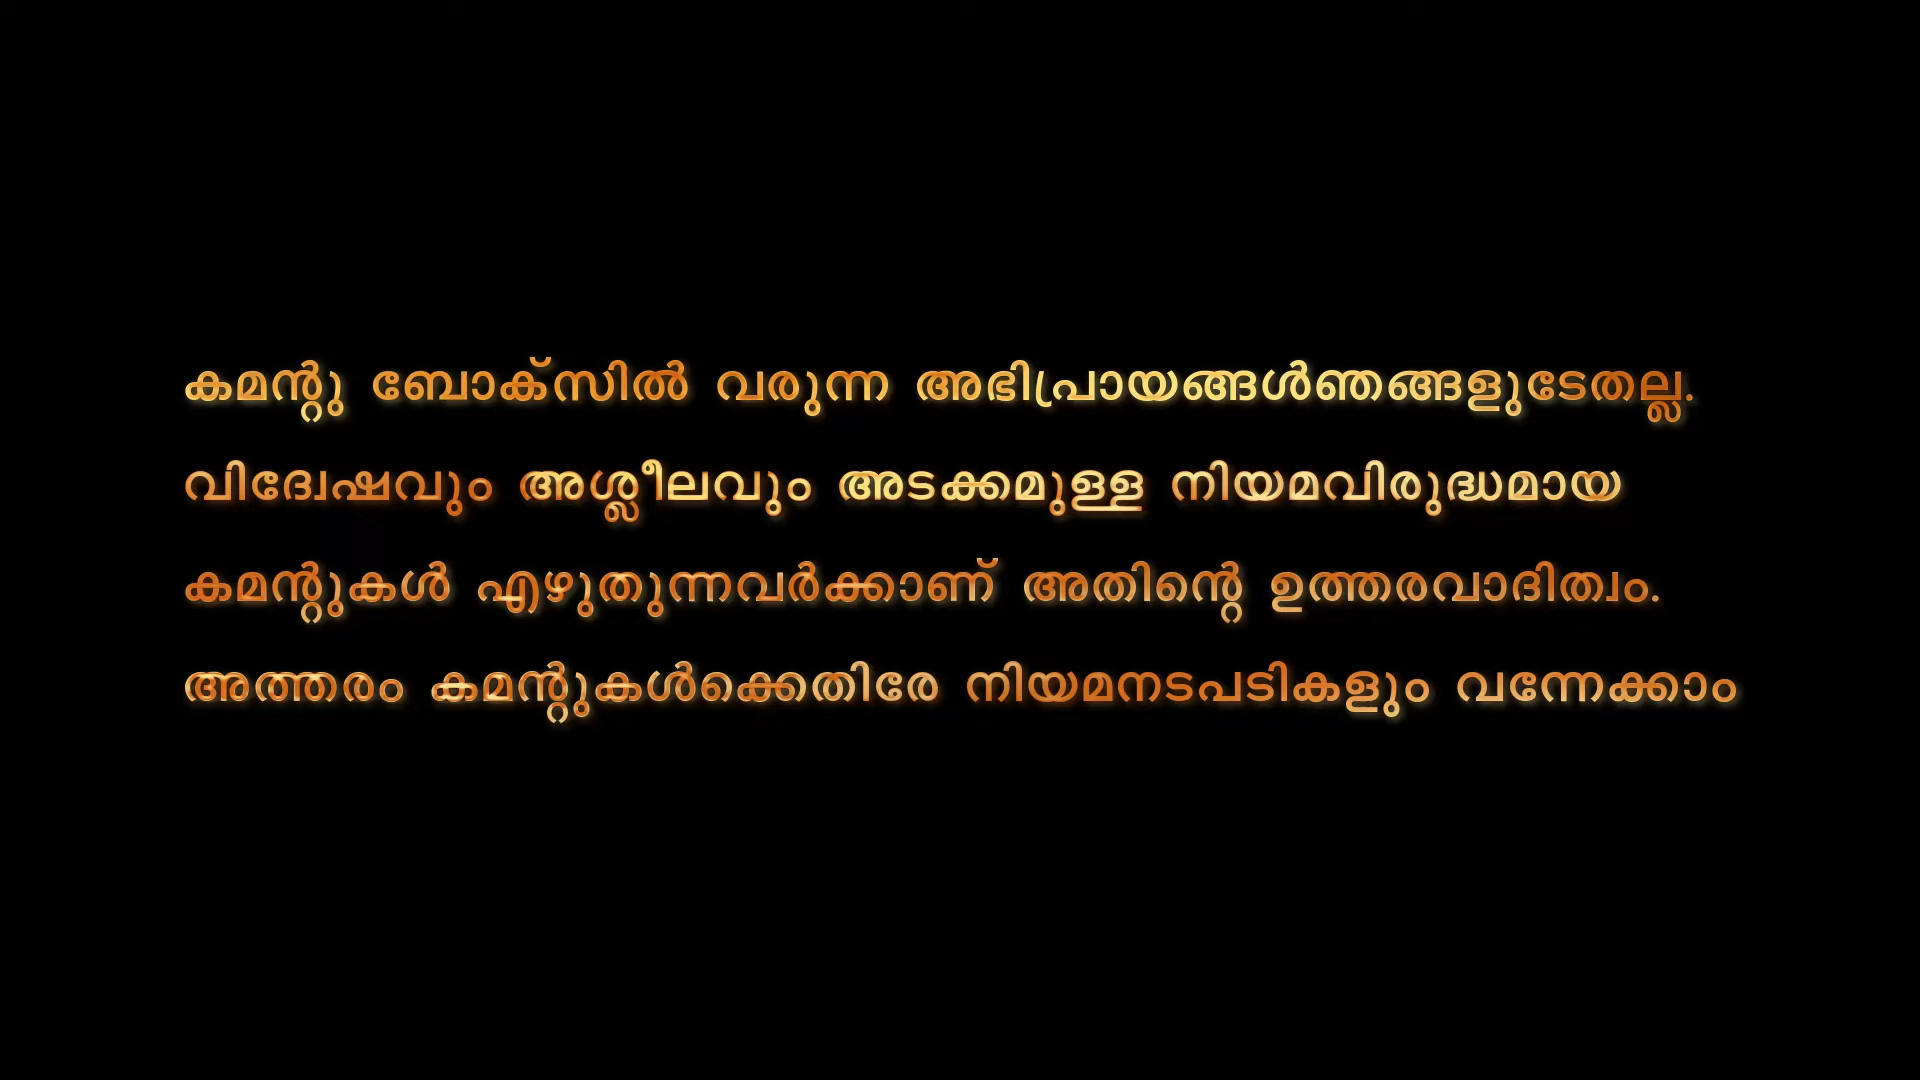 കമന്റു ബോക്സിൽ വരുന്ന അഭിപ്രായങ്ങൾഞങ്ങളുടേതല്ല.
വിദ്വേഷവും അശ്ലീലവും അടക്കമുള്ള നിയമവിരുദ്ധമായ
കമന്റുകൾ എഴുതുന്നവർക്കാണ് അതിന്റെ ഉത്തരവാദിത്വം.
അത്തരം കമന്റുകൾക്കെതിരേ നിയമനടപടികളും വന്നേക്കാം